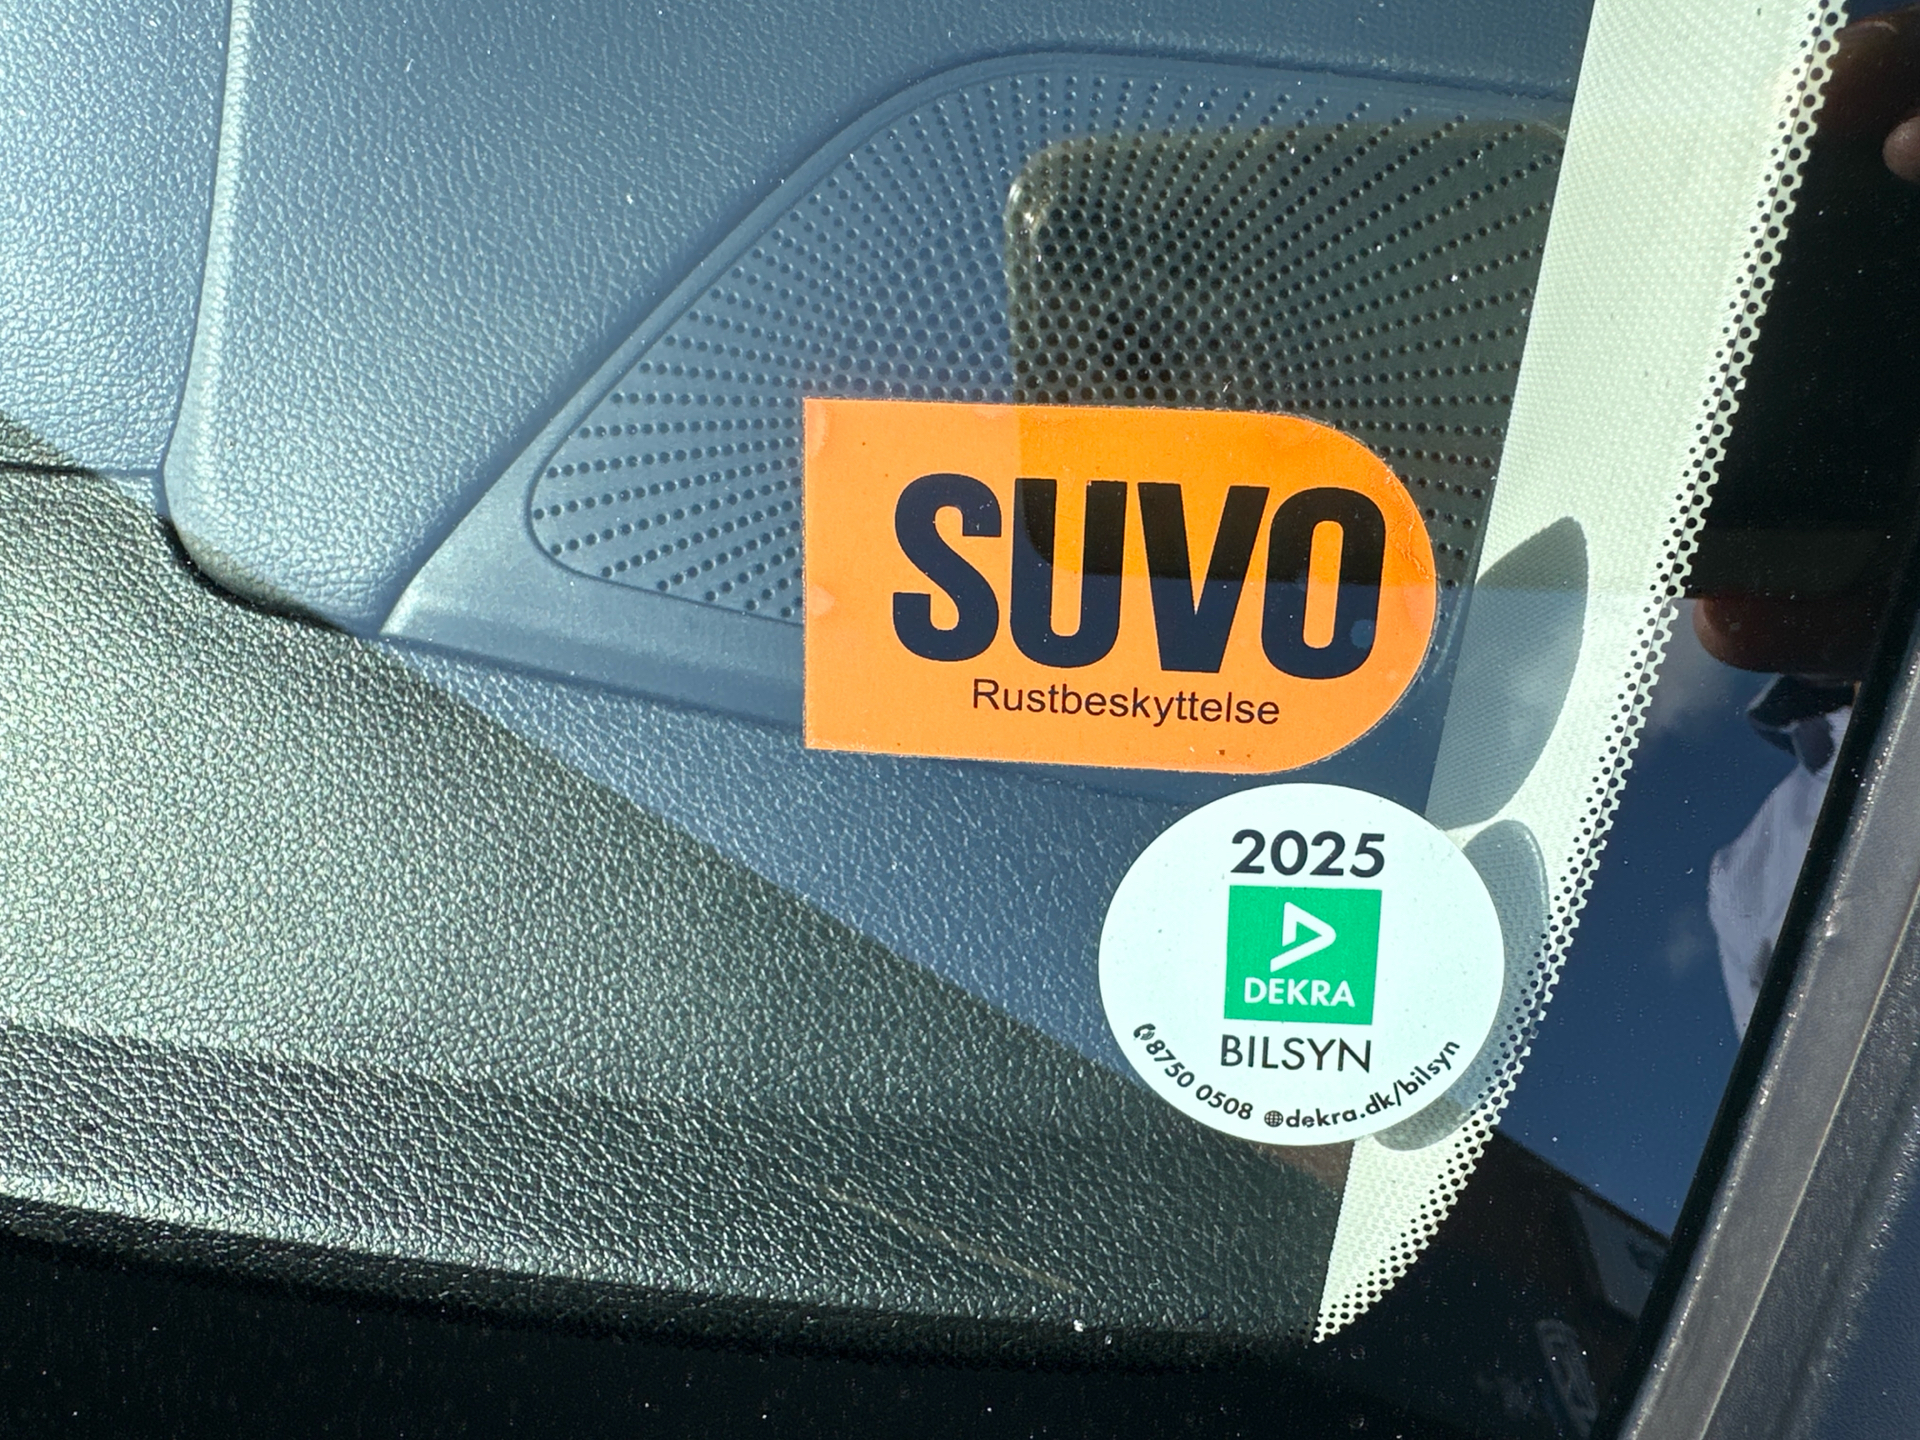 SUVO
Rustbeskyttelse
2025
DEKRA
BILSYN
8750 0508 dekra.dk/bilsyn